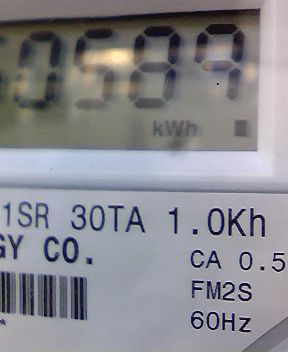 0589
kWh
1SR 30TA 1.0Kh
GY CO.
CA 0.5
FM2S
60Hz